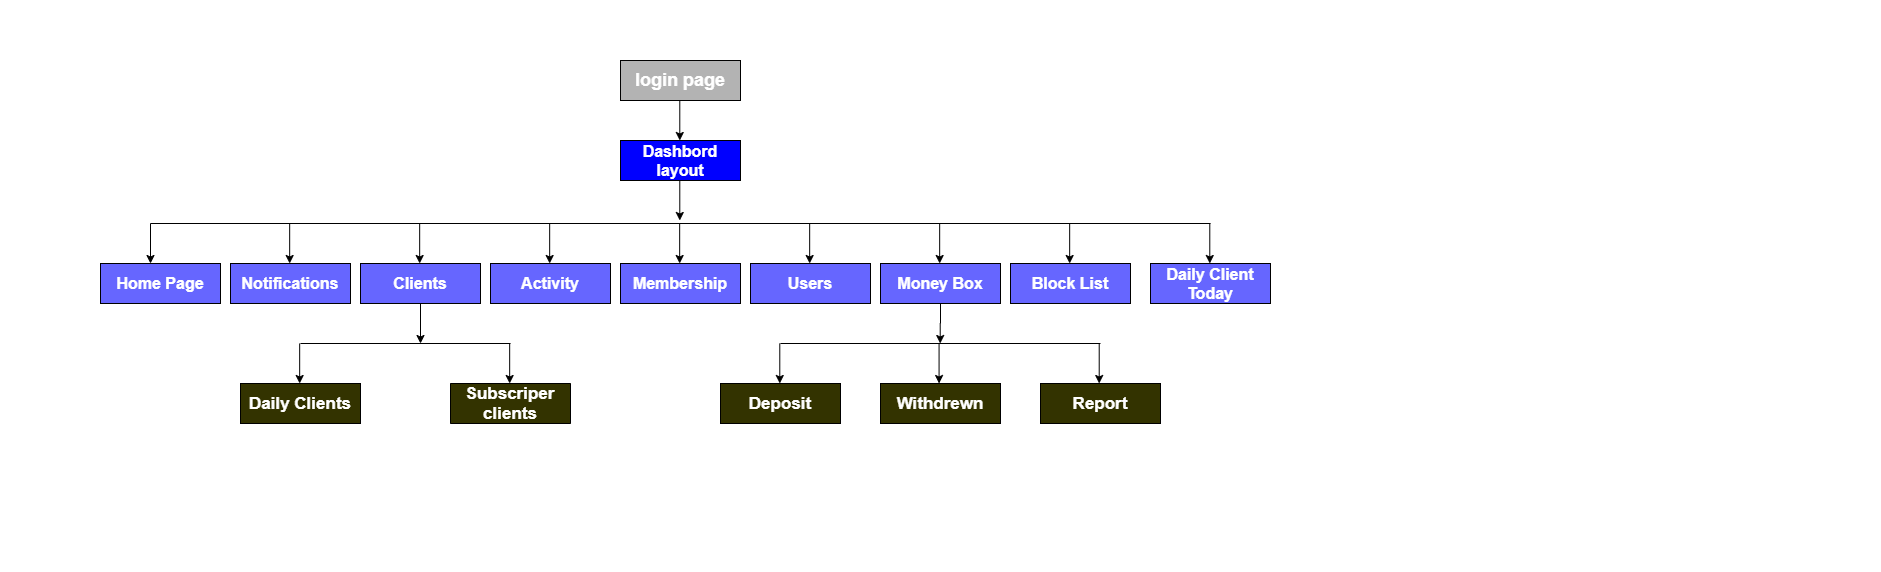 login page
Dashbord
layout
Home Page
Notifications
Clients
Activity
Membership
Users
Money Box
Block List
Daily Client
Today
Daily Clients
Subscriper
clients
Deposit
Withdrewn
Report